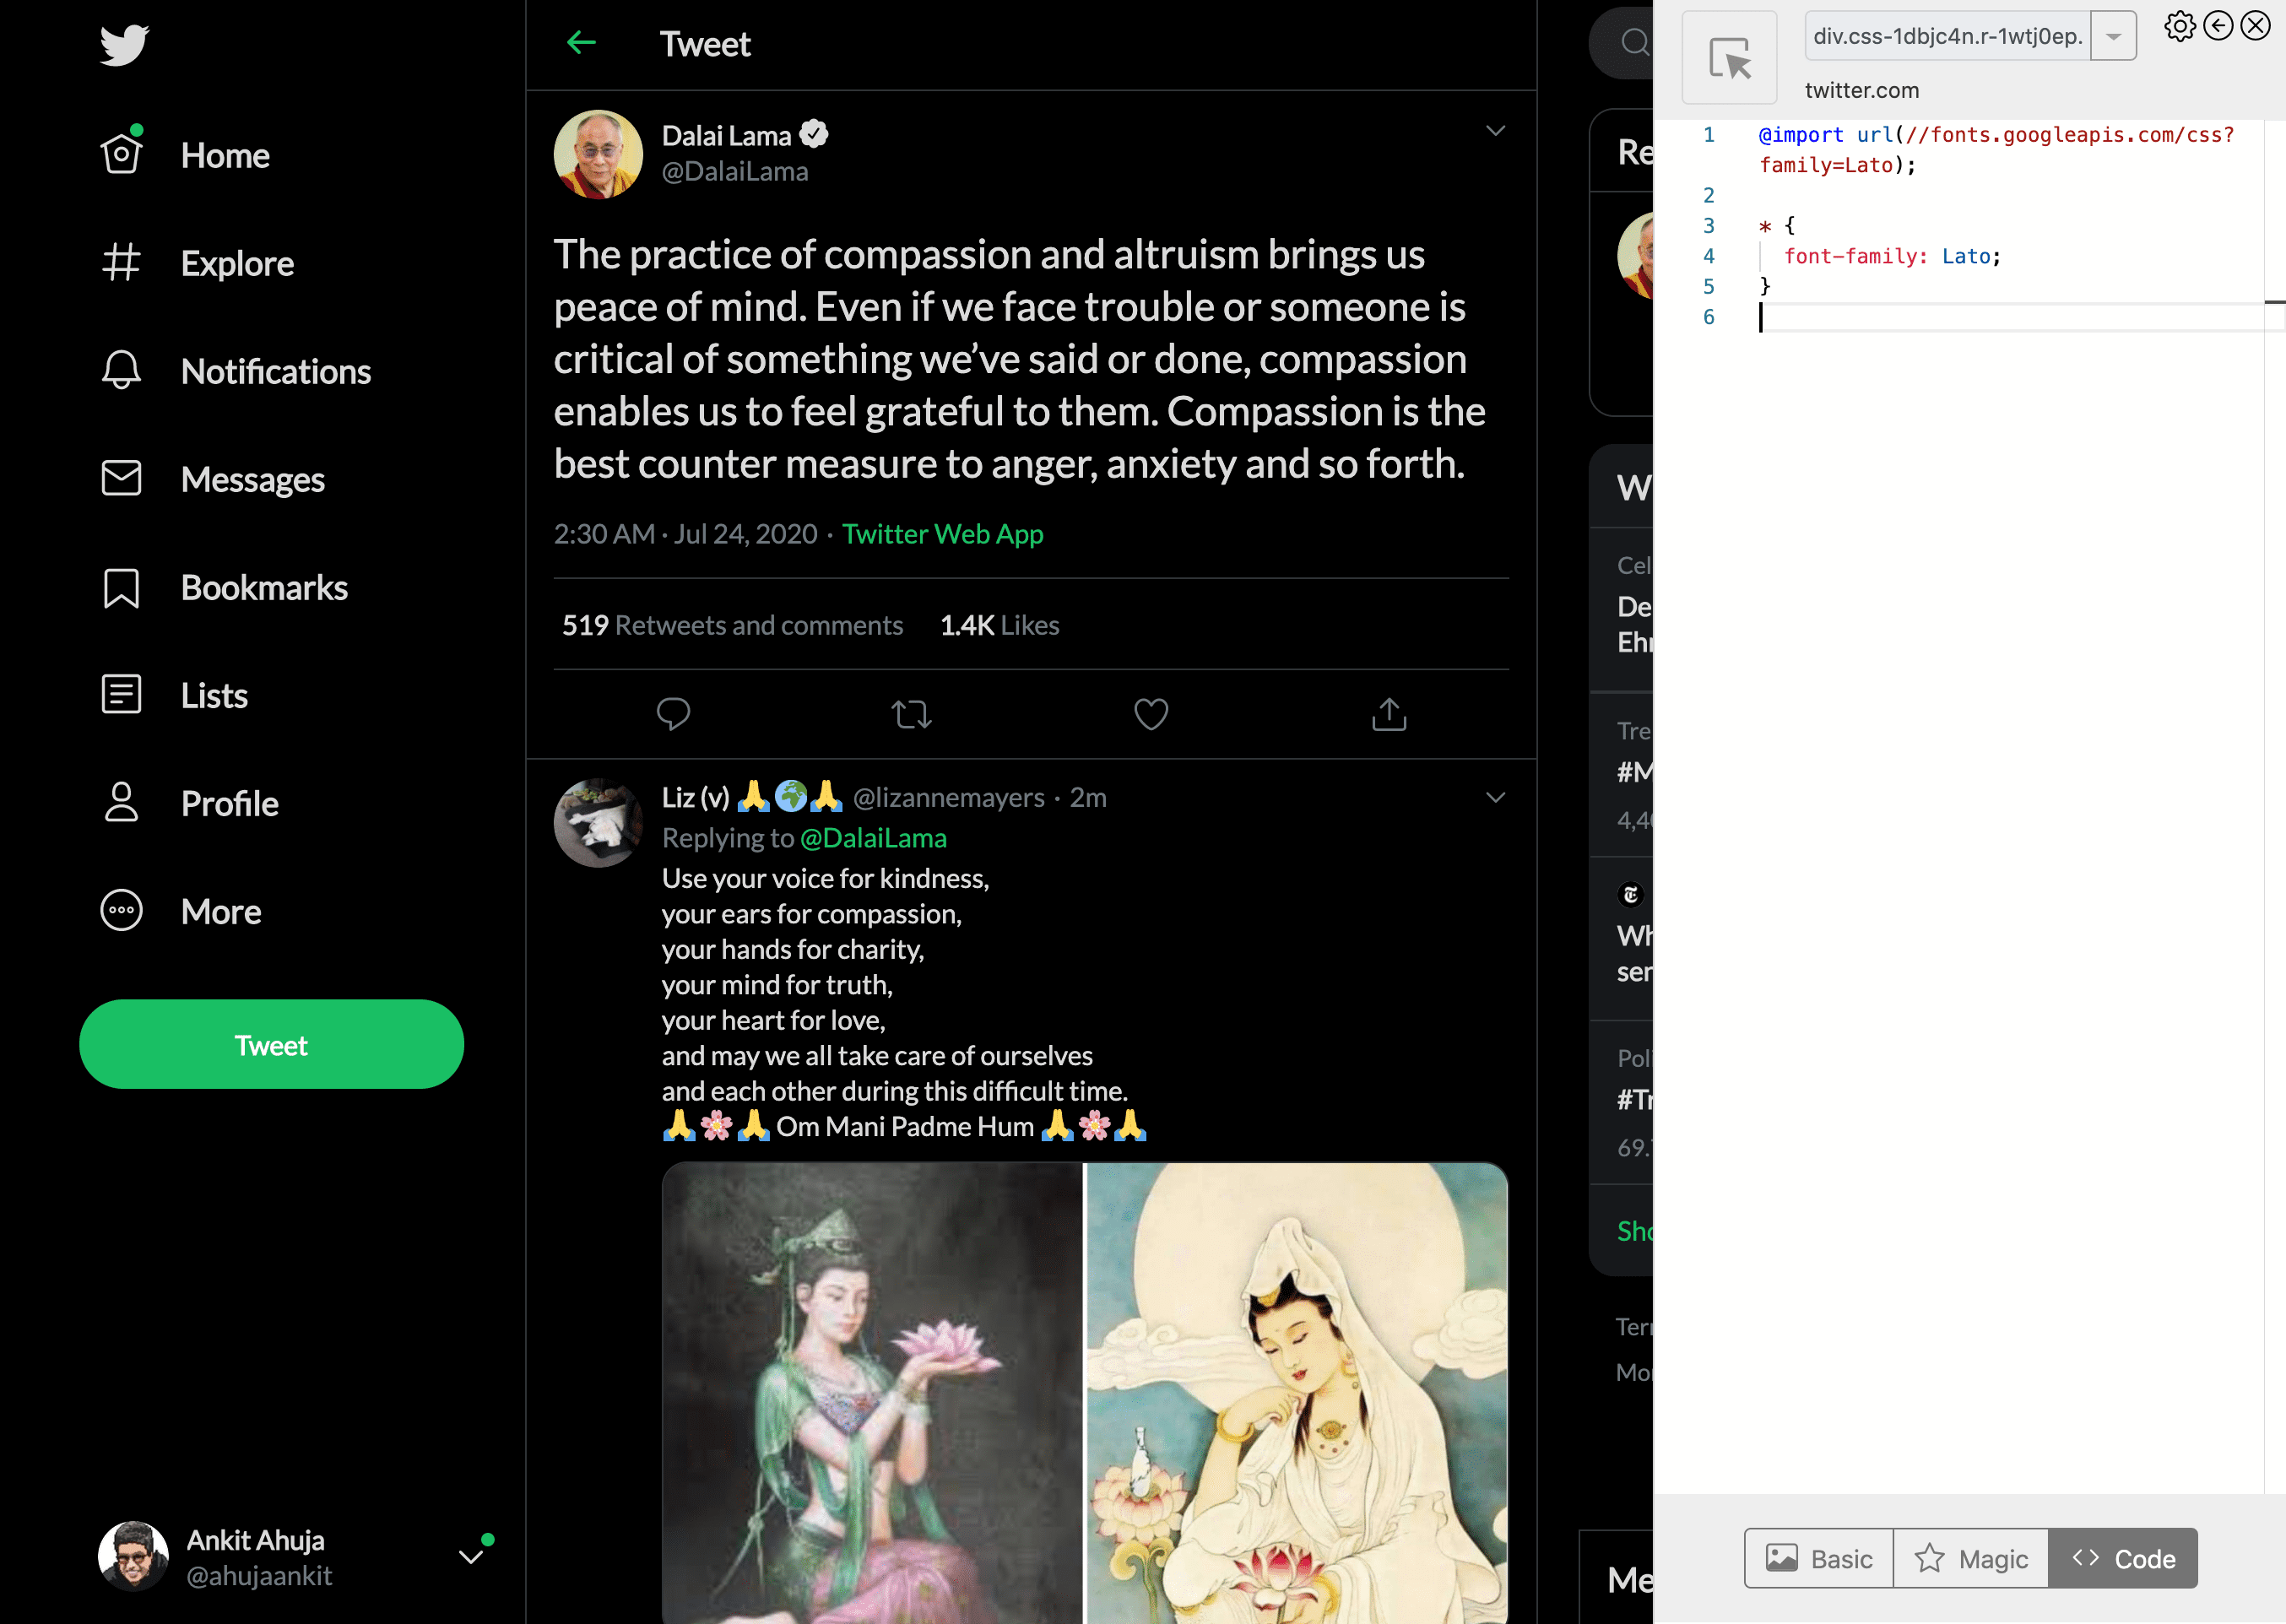 Home
Explore
Notifications
Messages
Bookmarks
Lists
Profile
More
Tweet
Ankit Ahuja
@ahujaankit
Tweet
Dalai Lama
@DalaiLama
The practice of compassion and altruism brings us
peace of mind. Even if we face trouble or someone is
critical of something we’ve said or done, compassion
enables us to feel grateful to them. Compassion is the
best counter measure to anger, anxiety and so forth.
2:30 AM · Jul 24, 2020 · Twitter Web App
519 Retweets and comments 1.4K Likes
Liz (v) 🙏🌍🙏 @lizannemayers · 2m
Replying to @DalaiLama
Use your voice for kindness,
your ears for compassion,
your hands for charity,
your mind for truth,
your heart for love,
and may we all take care of ourselves
and each other during this difficult time.
🙏🌸🙏 Om Mani Padme Hum 🙏🌸🙏
Re
W
Cel
De
Ehr
Tre
#M
4,4
Wh
ser
Pol
#Tr
69.
Sho
Terr
Mor
Me
div.css-1dbjc4n.r-1wtj0ep.
twitter.com
1 @import url(//fonts.googleapis.com/css?
family=Lato);
2
3 * {
4 font-family: Lato;
5 }
6
Basic
Magic
<> Code